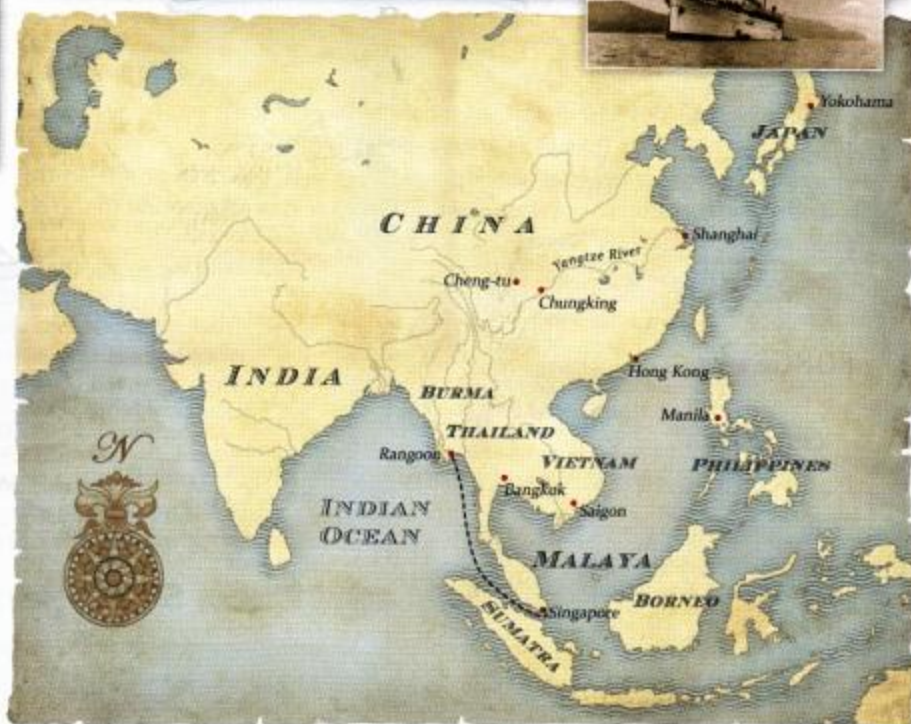 Yokohama
JAPAN
CHINA
Shanghai
Yangtze River
Cheng-tu
Chungking
INDIA
Hong Kong
BURMA
Manila
THAILAND
N
Rangoon
VIETNAM
PHILIPPINES
Bangkok
INDIAN
OCEAN
Saigon
MALAYA
BORNEO
Singapore
SUMATRA